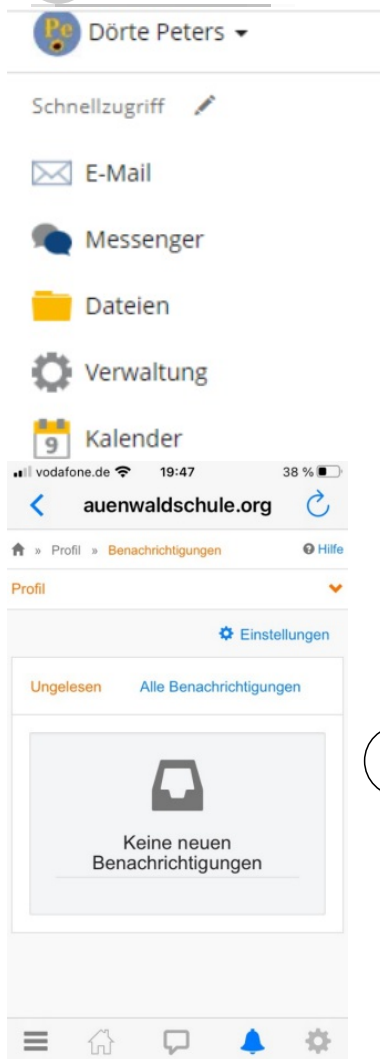 Pe Dörte Peters
Schnellzugriff
E-Mail
Messenger
Dateien
Verwaltung
9 Kalender
vodafone.de 19:47 38 %
auenwaldschule.org
» Profil » Benachrichtigungen Hilfe
Profil
Einstellungen
Ungelesen Alle Benachrichtigungen
Keine neuen
Benachrichtigungen